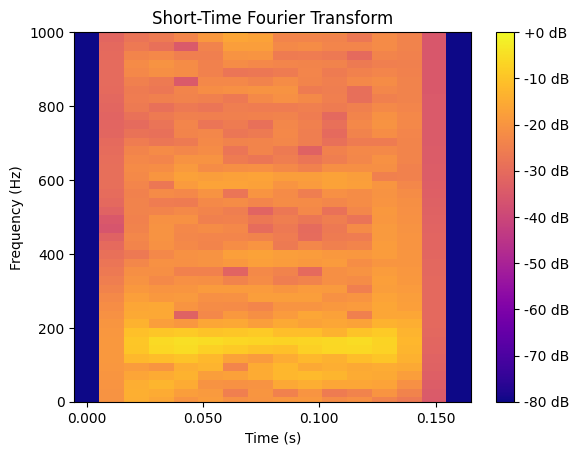 Short-Time Fourier Transform
1000
800
600
400
200
0
Frequency (Hz)
0.000
0.050
0.100
0.150
Time (s)
+0 dB
-10 dB
-20 dB
-30 dB
-40 dB
-50 dB
-60 dB
-70 dB
-80 dB